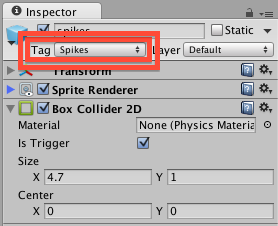 Inspector
spikes Static
Tag Spikes Layer Default
Transform
Sprite Renderer
Box Collider 2D
Material None (Physics Materia
Is Trigger
Size
X 4.7 Y 1
Center
X 0 Y 0